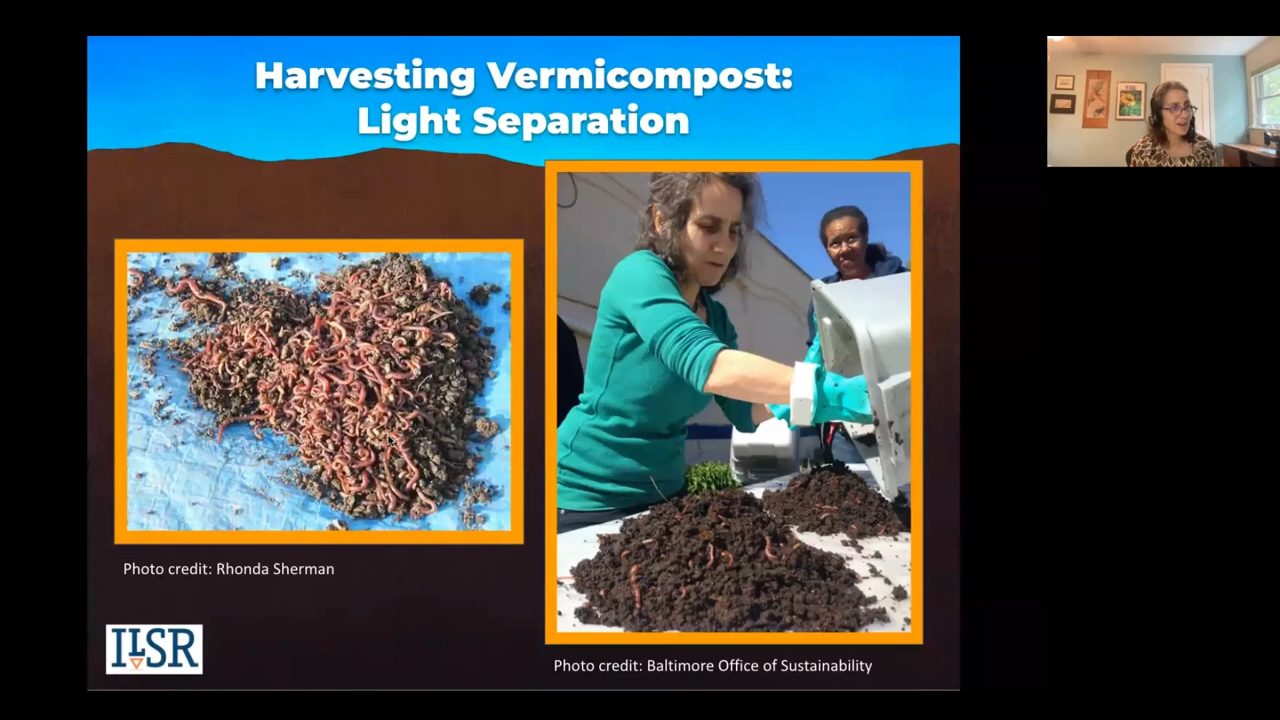 Harvesting Vermicompost:
Light Separation
Photo credit: Rhonda Sherman
ILSR
Photo credit: Baltimore Office of Sustainability